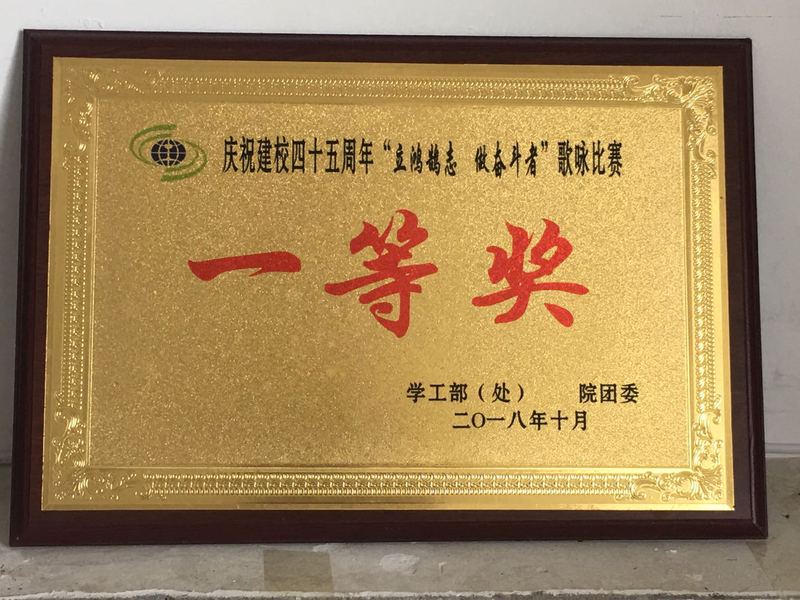 庆祝建校四十五周年“立鸿鹄志 做奋斗者”歌咏比赛
一等奖
学工部(处) 院团委
二〇一八年十月